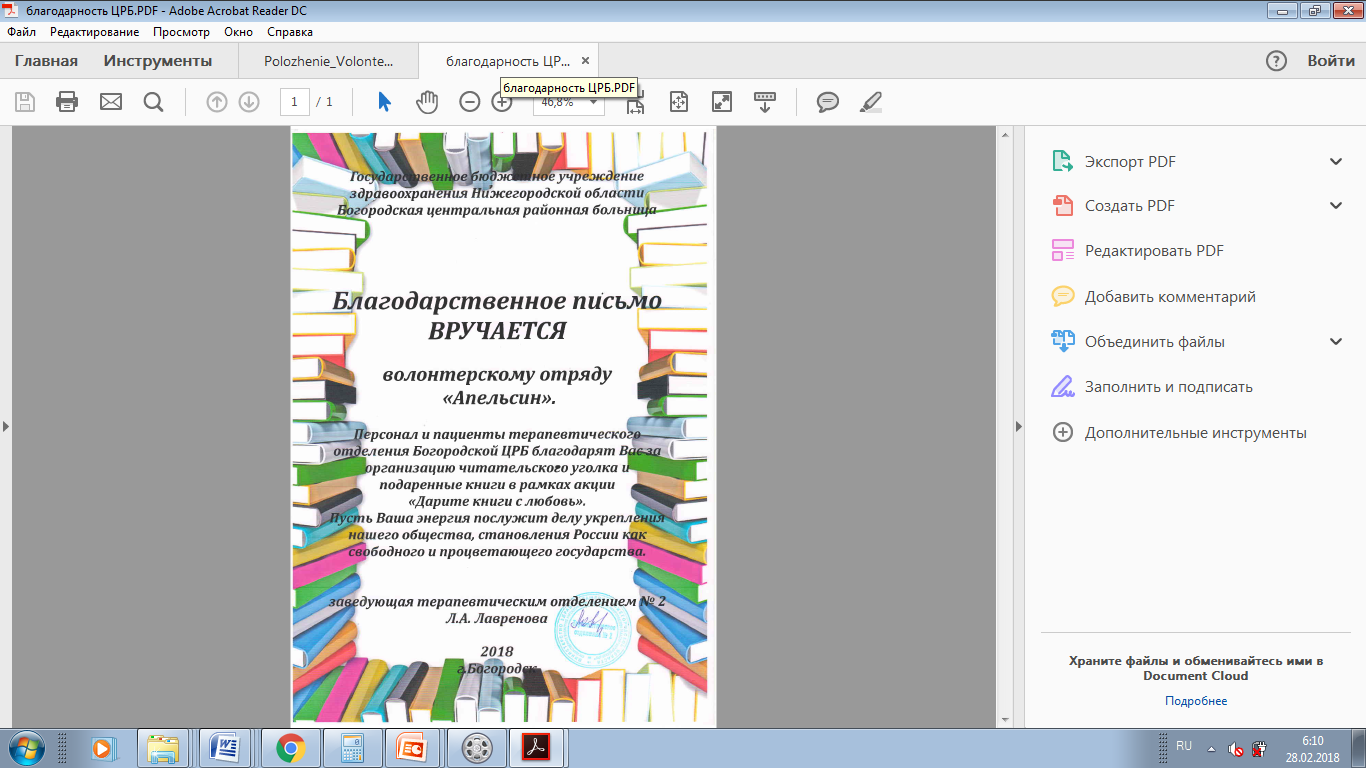 благодарность ЦРБ.PDF - Adobe Acrobat Reader DC
Файл Редактирование Просмотр Окно Справка
Главная Инструменты Polozhenie_Volonte... благодарность ЦР... × Войти
благодарность ЦРБ.PDF
1 / 1 46,8%
Государственное бюджетное учреждение
здравоохранения Нижегородской области
Богородская центральная районная больница
Благодарственное письмо
ВРУЧАЕТСЯ
волонтерскому отряду
«Апельсин».
Персонал и пациенты терапевтического
отделения Богородской ЦРБ благодарят Вас за
организацию читательского уголка и
подаренные книги в рамках акции
«Дарите книги с любовь».
Пусть Ваша энергия послужит делу укрепления
нашего общества, становления России как
свободного и процветающего государства.
заведующая терапевтическим отделением № 2
Л.А. Лавренова
2018
г.Богородск
Экспорт PDF
Создать PDF
Редактировать PDF
Добавить комментарий
Объединить файлы
Заполнить и подписать
Дополнительные инструменты
Храните файлы и обменивайтесь ими в
Document Cloud
Подробнее
RU
6:10
28.02.2018